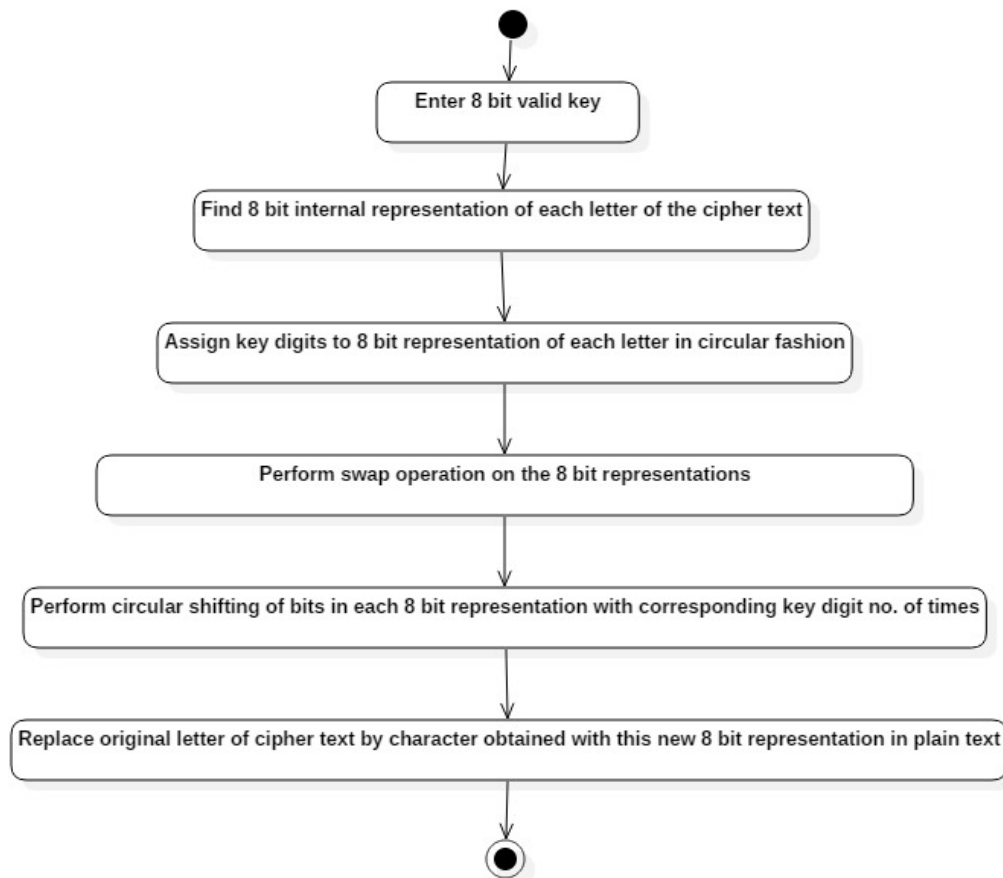 Enter 8 bit valid key
Find 8 bit internal representation of each letter of the cipher text
Assign key digits to 8 bit representation of each letter in circular fashion
Perform swap operation on the 8 bit representations
Perform circular shifting of bits in each 8 bit representation with corresponding key digit no. of times
Replace original letter of cipher text by character obtained with this new 8 bit representation in plain text